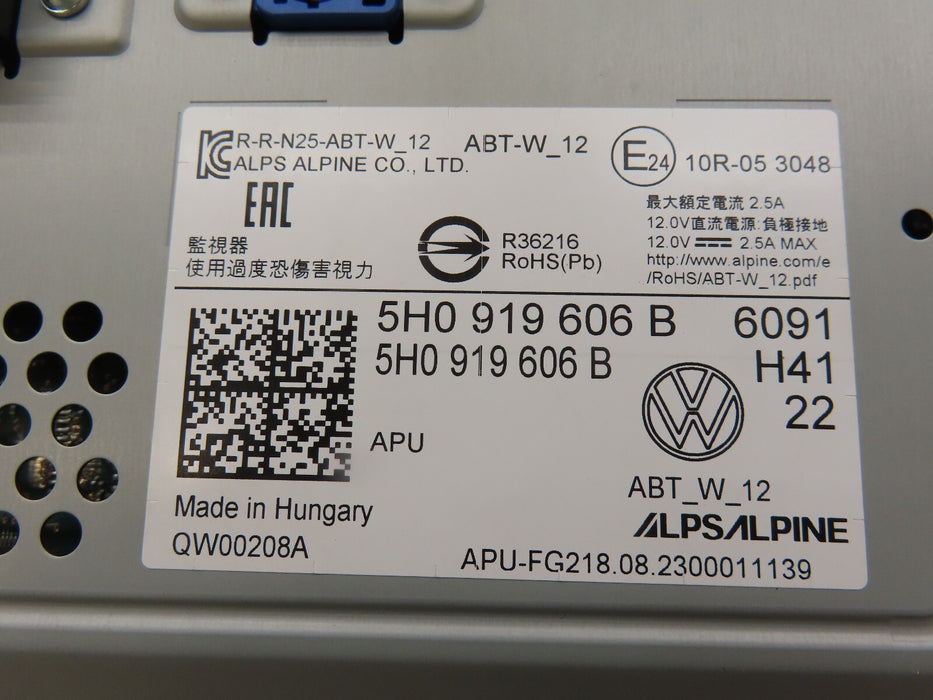 R-R-N25-ABT-W_12 ABT-W_12
ALPS ALPINE CO., LTD.
E24 10R-05 3048
EAC
監視器
使用過度恐傷害視力
R36216
RoHS(Pb)
最大額定電流 2.5A
12.0V直流電源:負極接地
12.0V 2.5A MAX
http://www.alpine.com/e
/RoHS/ABT-W_12.pdf
5H0 919 606 B 6091
5H0 919 606 B H41
22
APU
ABT_W_12
Made in Hungary
ALPSALPINE
QW00208A
APU-FG218.08.2300011139